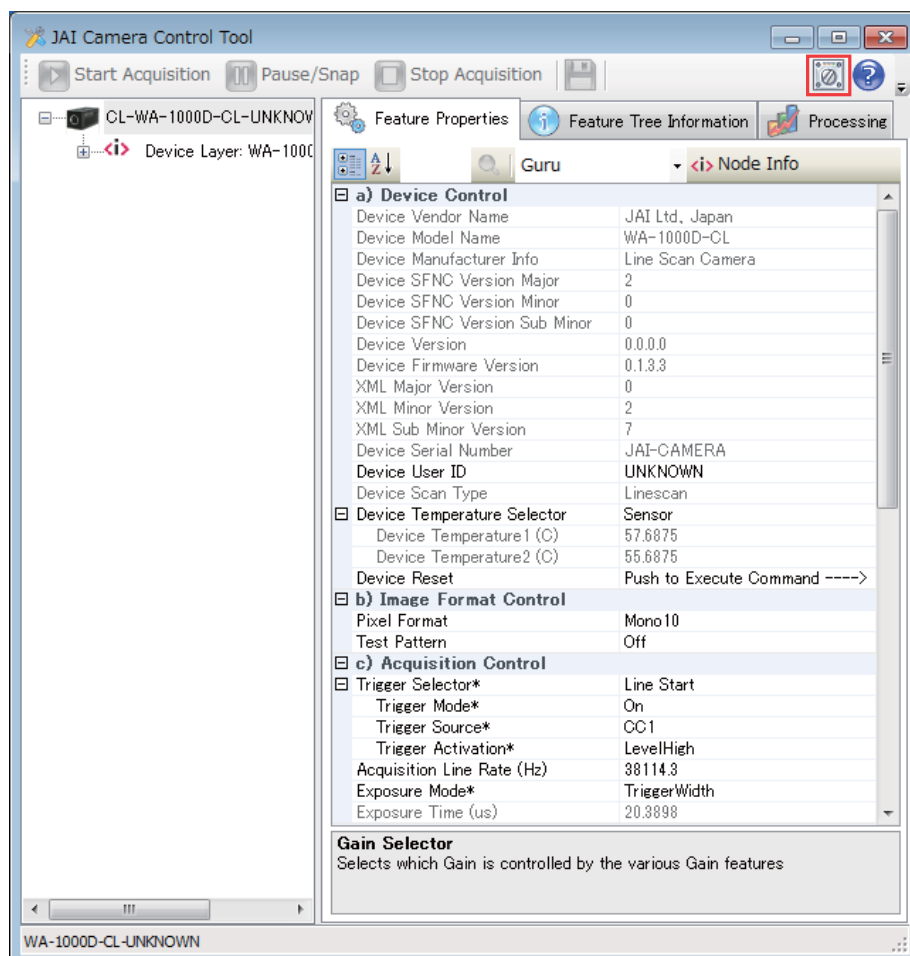 JAI Camera Control Tool
Start Acquisition Pause/Snap Stop Acquisition
CL-WA-1000D-CL-UNKNOW
Device Layer: WA-100(
Feature Properties Feature Tree Information Processing
Guru <i> Node Info
a) Device Control
Device Vendor Name JAI Ltd, Japan
Device Model Name WA-1000D-CL
Device Manufacturer Info Line Scan Camera
Device SFNC Version Major 2
Device SFNC Version Minor 0
Device SFNC Version Sub Minor 0
Device Version 0.0.0.0
Device Firmware Version 0.1.3.3
XML Major Version 0
XML Minor Version 2
XML Sub Minor Version 7
Device Serial Number JAI-CAMERA
Device User ID UNKNOWN
Device Scan Type Linescan
Device Temperature Selector Sensor
Device Temperature1 (C) 57.6875
Device Temperature2 (C) 55.6875
Device Reset Push to Execute Command ---->
b) Image Format Control
Pixel Format Mono10
Test Pattern Off
c) Acquisition Control
Trigger Selector* Line Start
Trigger Mode* On
Trigger Source* CC1
Trigger Activation* LevelHigh
Acquisition Line Rate (Hz) 38114.3
Exposure Mode* TriggerWidth
Exposure Time (us) 20.3898
Gain Selector
Selects which Gain is controlled by the various Gain features
WA-1000D-CL-UNKNOWN